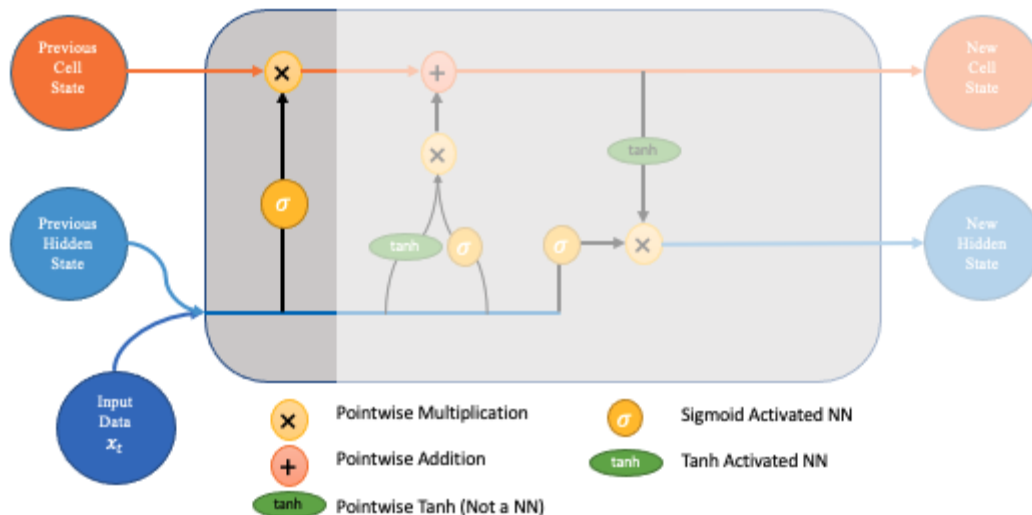 Previous
Cell
State
New
Cell
State
×
+
×
tanh
σ
Previous
Hidden
State
tanh
σ
σ
×
New
Hidden
State
Input
Data
xₜ
×
Pointwise Multiplication
σ
Sigmoid Activated NN
+
Pointwise Addition
tanh
Tanh Activated NN
tanh
Pointwise Tanh (Not a NN)